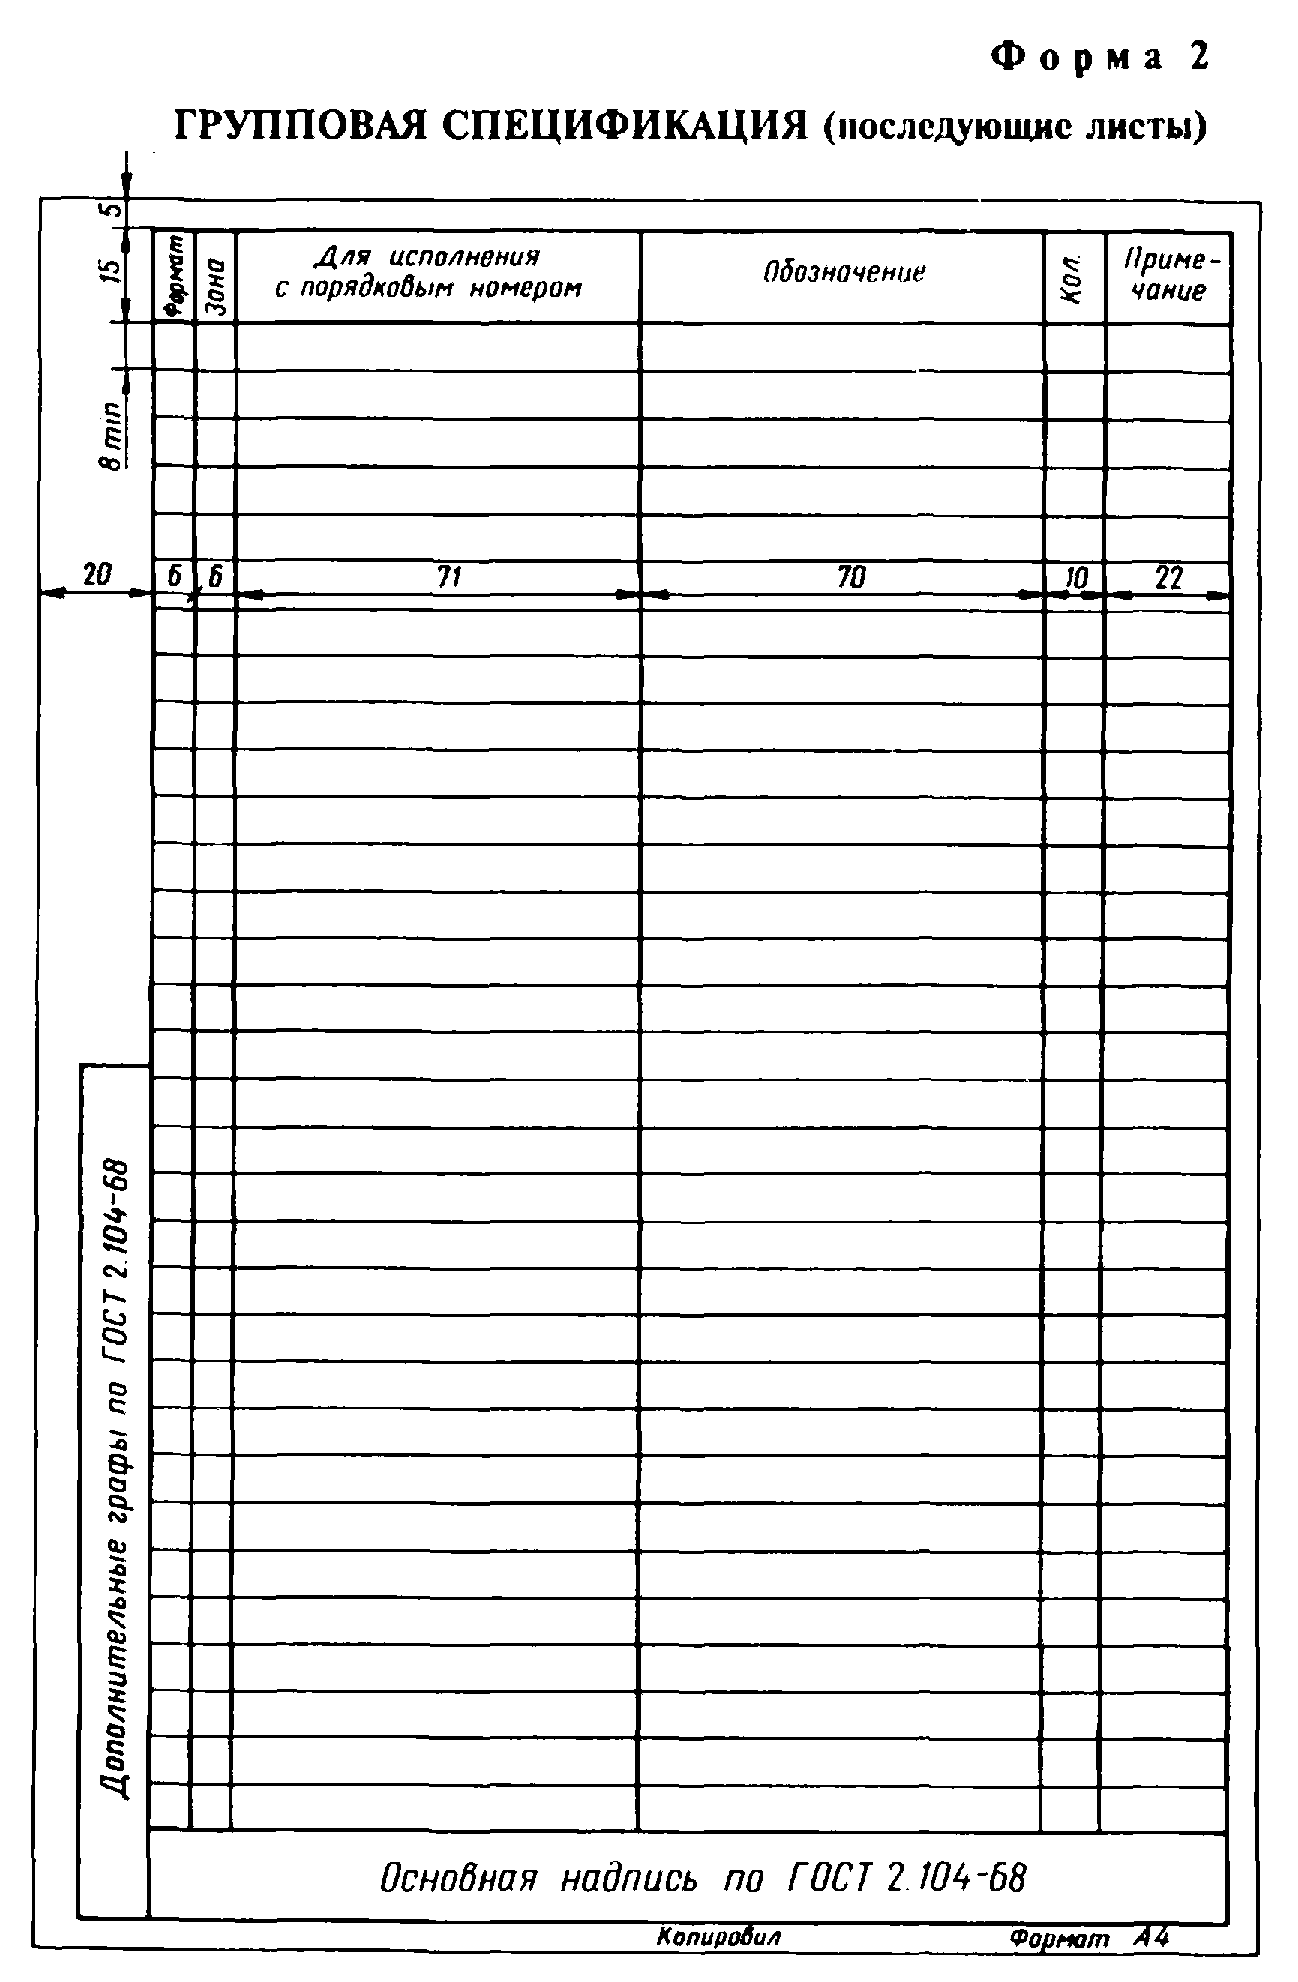 Форма 2
ГРУППОВАЯ СПЕЦИФИКАЦИЯ (последующие листы)
5
15
8 min
Формат
Зона
Для исполнения
с порядковым номером
Обозначение
Кол.
Приме-
чание
20
6
6
71
70
10
22
Дополнительные графы по ГОСТ 2.104-68
Основная надпись по ГОСТ 2.104-68
Копировил
Формат А4